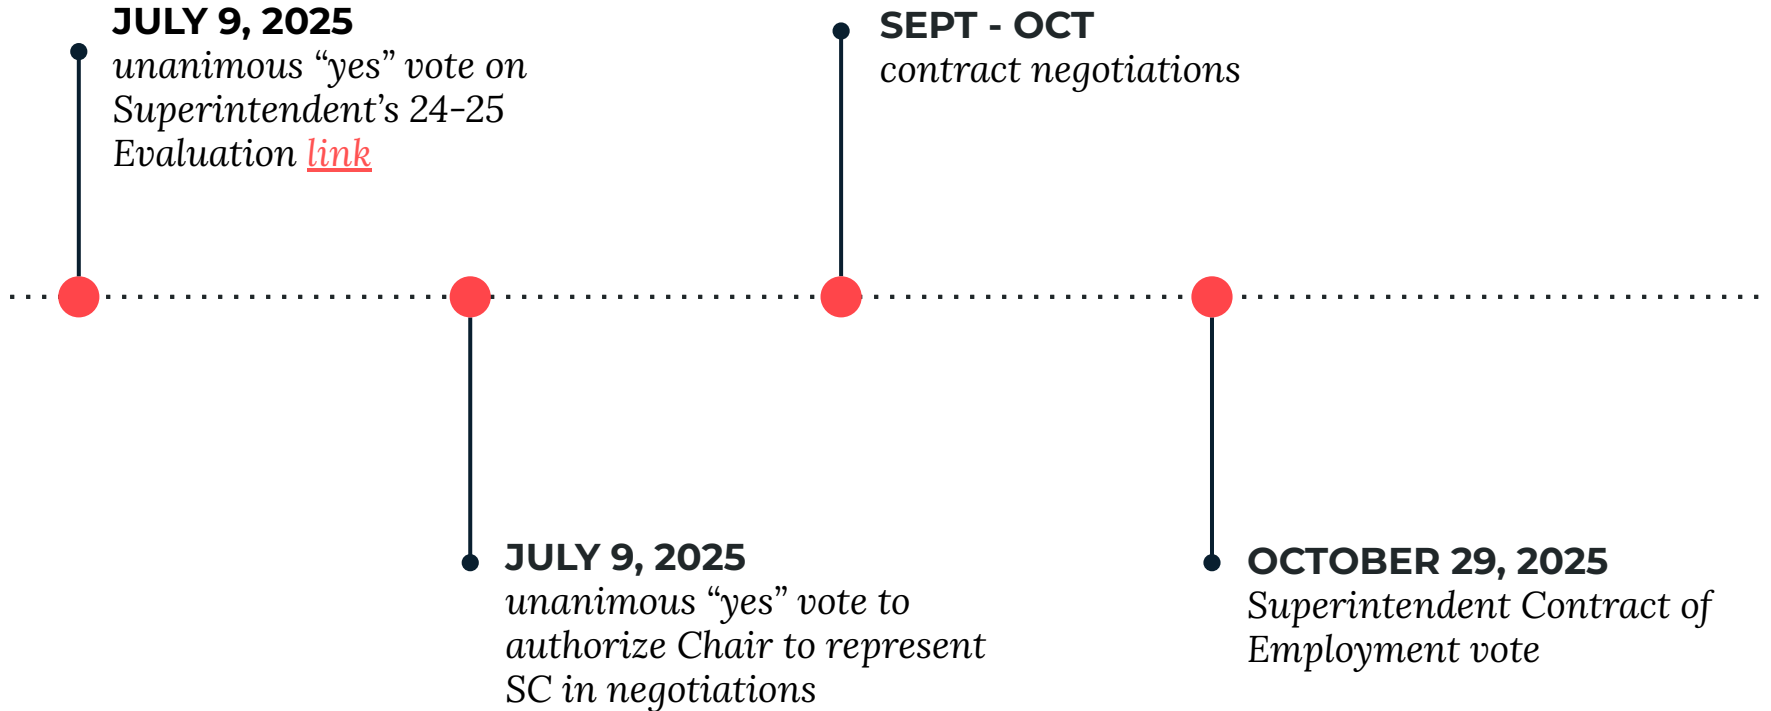 JULY 9, 2025
unanimous “yes” vote on
Superintendent’s 24-25
Evaluation link
JULY 9, 2025
unanimous “yes” vote to
authorize Chair to represent
SC in negotiations
SEPT - OCT
contract negotiations
OCTOBER 29, 2025
Superintendent Contract of
Employment vote